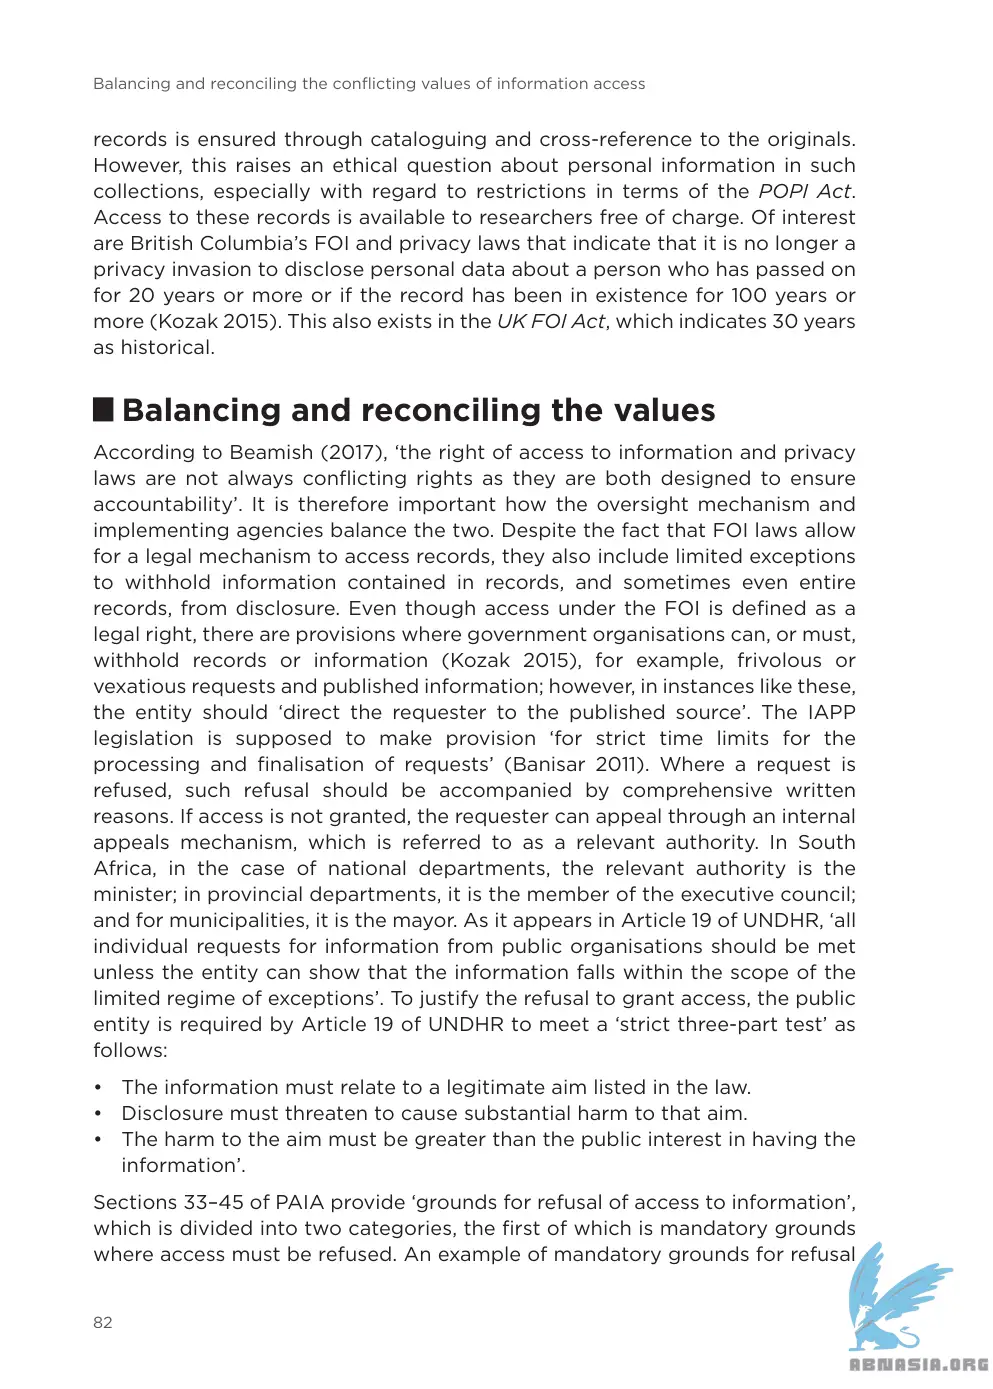 Balancing and reconciling the conflicting values of information access
records is ensured through cataloguing and cross-reference to the originals.
However, this raises an ethical question about personal information in such
collections, especially with regard to restrictions in terms of the POPI Act.
Access to these records is available to researchers free of charge. Of interest
are British Columbia’s FOI and privacy laws that indicate that it is no longer a
privacy invasion to disclose personal data about a person who has passed on
for 20 years or more or if the record has been in existence for 100 years or
more (Kozak 2015). This also exists in the UK FOI Act, which indicates 30 years
as historical.
Balancing and reconciling the values
According to Beamish (2017), ‘the right of access to information and privacy
laws are not always conflicting rights as they are both designed to ensure
accountability’. It is therefore important how the oversight mechanism and
implementing agencies balance the two. Despite the fact that FOI laws allow
for a legal mechanism to access records, they also include limited exceptions
to withhold information contained in records, and sometimes even entire
records, from disclosure. Even though access under the FOI is defined as a
legal right, there are provisions where government organisations can, or must,
withhold records or information (Kozak 2015), for example, frivolous or
vexatious requests and published information; however, in instances like these,
the entity should ‘direct the requester to the published source’. The IAPP
legislation is supposed to make provision ‘for strict time limits for the
processing and finalisation of requests’ (Banisar 2011). Where a request is
refused, such refusal should be accompanied by comprehensive written
reasons. If access is not granted, the requester can appeal through an internal
appeals mechanism, which is referred to as a relevant authority. In South
Africa, in the case of national departments, the relevant authority is the
minister; in provincial departments, it is the member of the executive council;
and for municipalities, it is the mayor. As it appears in Article 19 of UNDHR, ‘all
individual requests for information from public organisations should be met
unless the entity can show that the information falls within the scope of the
limited regime of exceptions’. To justify the refusal to grant access, the public
entity is required by Article 19 of UNDHR to meet a ‘strict three-part test’ as
follows:
• The information must relate to a legitimate aim listed in the law.
• Disclosure must threaten to cause substantial harm to that aim.
• The harm to the aim must be greater than the public interest in having the
information’.
Sections 33–45 of PAIA provide ‘grounds for refusal of access to information’,
which is divided into two categories, the first of which is mandatory grounds
where access must be refused. An example of mandatory grounds for refusal
82
ABNASIA.ORG